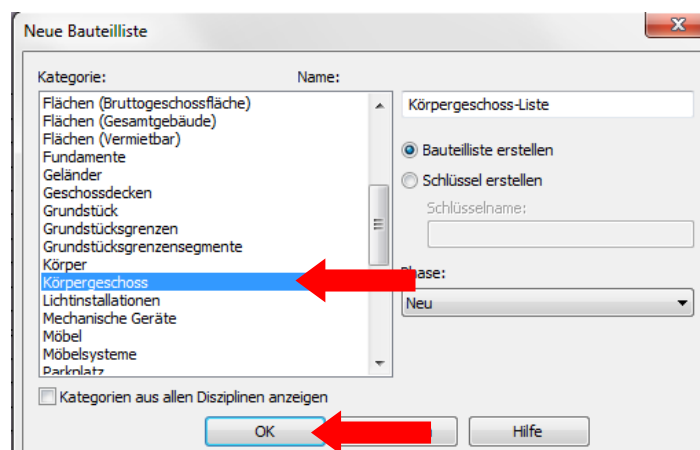 Neue Bauteilliste
Kategorie:
Name:
Flächen (Bruttogeschossfläche)
Flächen (Gesamtgebäude)
Flächen (Vermietbar)
Fundamente
Geländer
Geschossdecken
Grundstück
Grundstücksgrenzen
Grundstücksgrenzensegmente
Körper
Körpergeschoss
Lichtinstallationen
Mechanische Geräte
Möbel
Möbelsysteme
Parkplatz
Körpergeschoss-Liste
Bauteilliste erstellen
Schlüssel erstellen
Schlüsselname:
Phase:
Neu
Kategorien aus allen Disziplinen anzeigen
OK
Hilfe